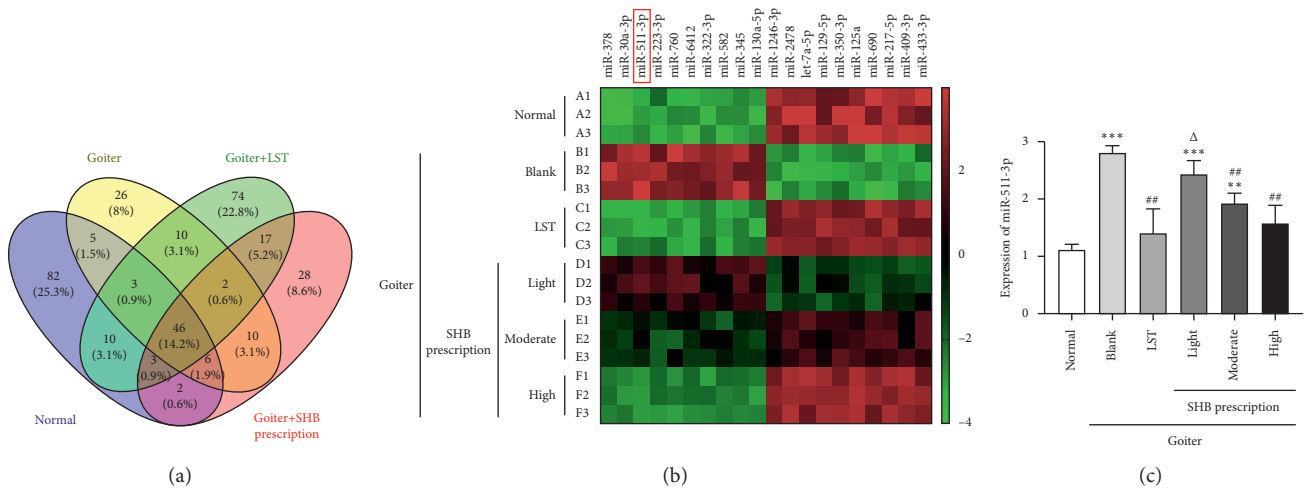 Goiter
Goiter+LST
26
(8%)
74
(22.8%)
5
(1.5%)
10
(3.1%)
17
(5.2%)
82
(25.3%)
3
(0.9%)
2
(0.6%)
28
(8.6%)
46
(14.2%)
10
(3.1%)
3
(0.9%)
6
(1.9%)
10
(3.1%)
2
(0.6%)
Normal
Goiter+SHB
prescription
(a)
miR-378
miR-30a-3p
miR-511-3p
miR-223-3p
miR-760
miR-6412
miR-322-3p
miR-582
miR-345
miR-130a-5p
miR-1246-3p
miR-2478
let-7a-5p
miR-129-5p
miR-350-3p
miR-125a
miR-690
miR-217-5p
miR-409-3p
miR-433-3p
Normal
A1
A2
A3
Blank
B1
B2
B3
Goiter
LST
C1
C2
C3
SHB
prescription
Light
D1
D2
D3
Moderate
E1
E2
E3
High
F1
F2
F3
2
0
−2
−4
(b)
Expression of miR-511-3p
3
2
1
0
***
##
Δ
***
##
**
##
Normal
Blank
LST
Light
Moderate
High
SHB prescription
Goiter
(c)